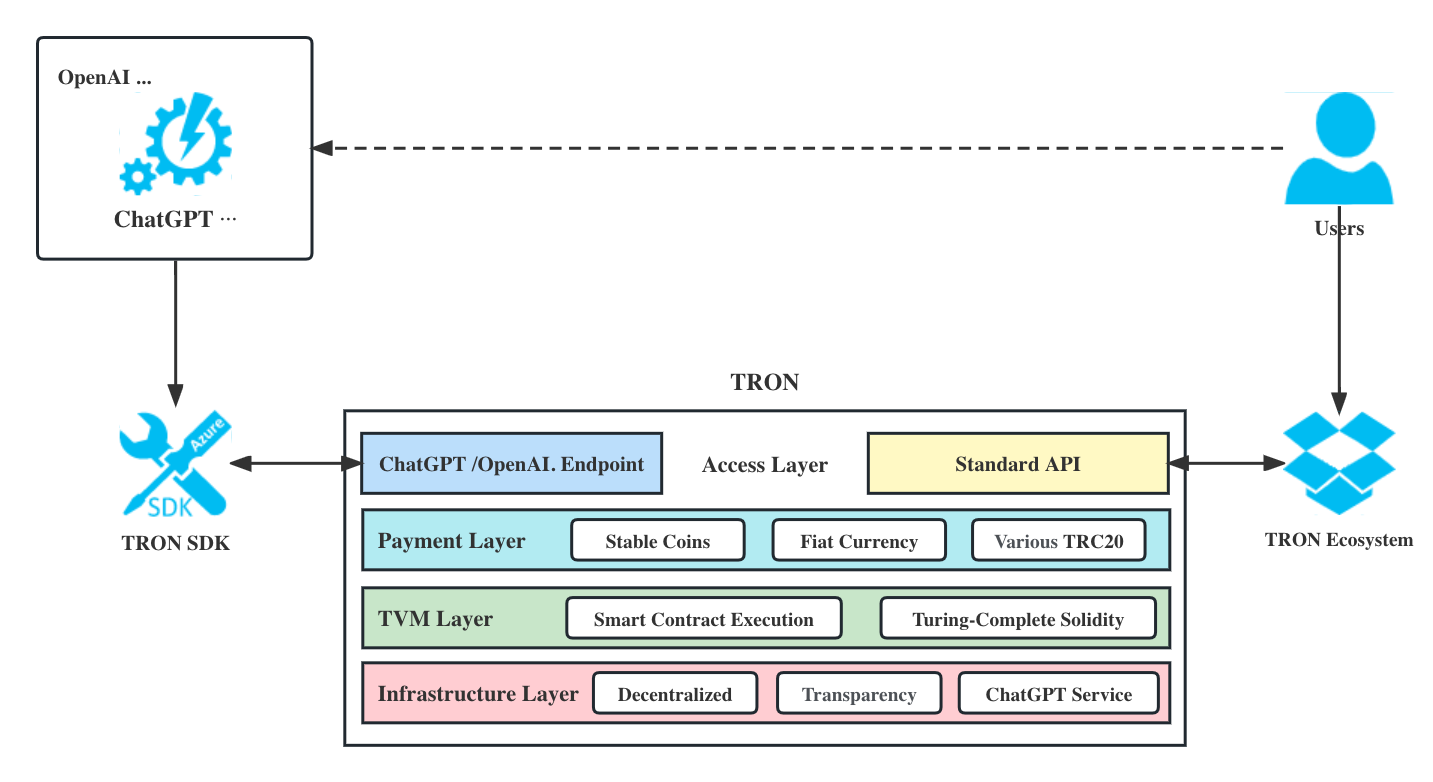 OpenAI ...
ChatGPT ···
Users
TRON
Azure
SDK
TRON SDK
ChatGPT /OpenAI. Endpoint
Access Layer
Standard API
TRON Ecosystem
Payment Layer
Stable Coins
Fiat Currency
Various TRC20
TVM Layer
Smart Contract Execution
Turing-Complete Solidity
Infrastructure Layer
Decentralized
Transparency
ChatGPT Service